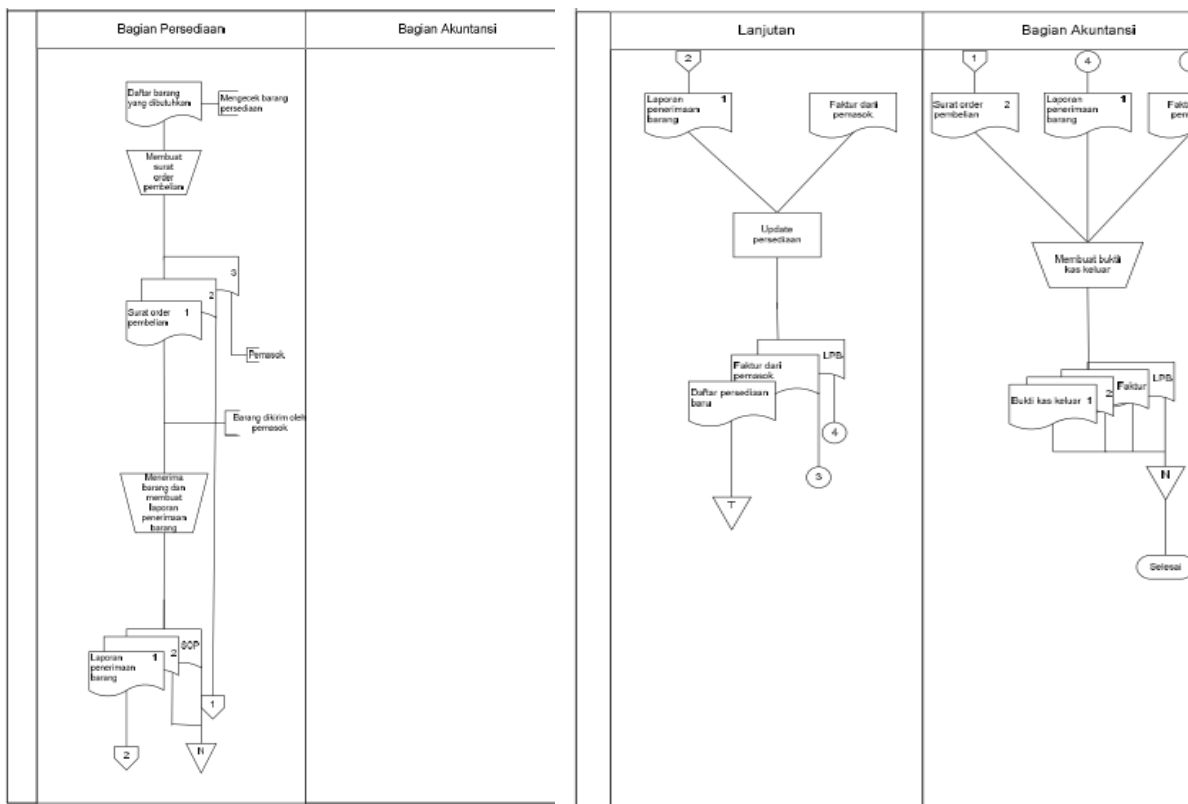 Bagian Persediaan
Bagian Akuntansi
Daftar barang
yang dibutuhkan
Mengecek barang
persediaan
Membuat
surat
order
pembelian
3
2
Surat order 1
pembelian
Pemasok
Barang dikirim oleh
pemasok
Menerima
barang dan
membuat
laporan
penerimaan
barang
SOP
2
Laporan 1
penerimaan
barang
1
2
N
Lanjutan
Bagian Akuntansi
2
Laporan 1
penerimaan
barang
Faktur dari
pemasok
Update
persediaan
LPB
Faktur dari
pemasok
Daftar persediaan
baru
4
3
T
1
4
Surat order 2
pembelian
Laporan 1
penerimaan
barang
Membuat bukti
kas keluar
LPB
Faktur
2
Bukti kas keluar 1
N
Selesai